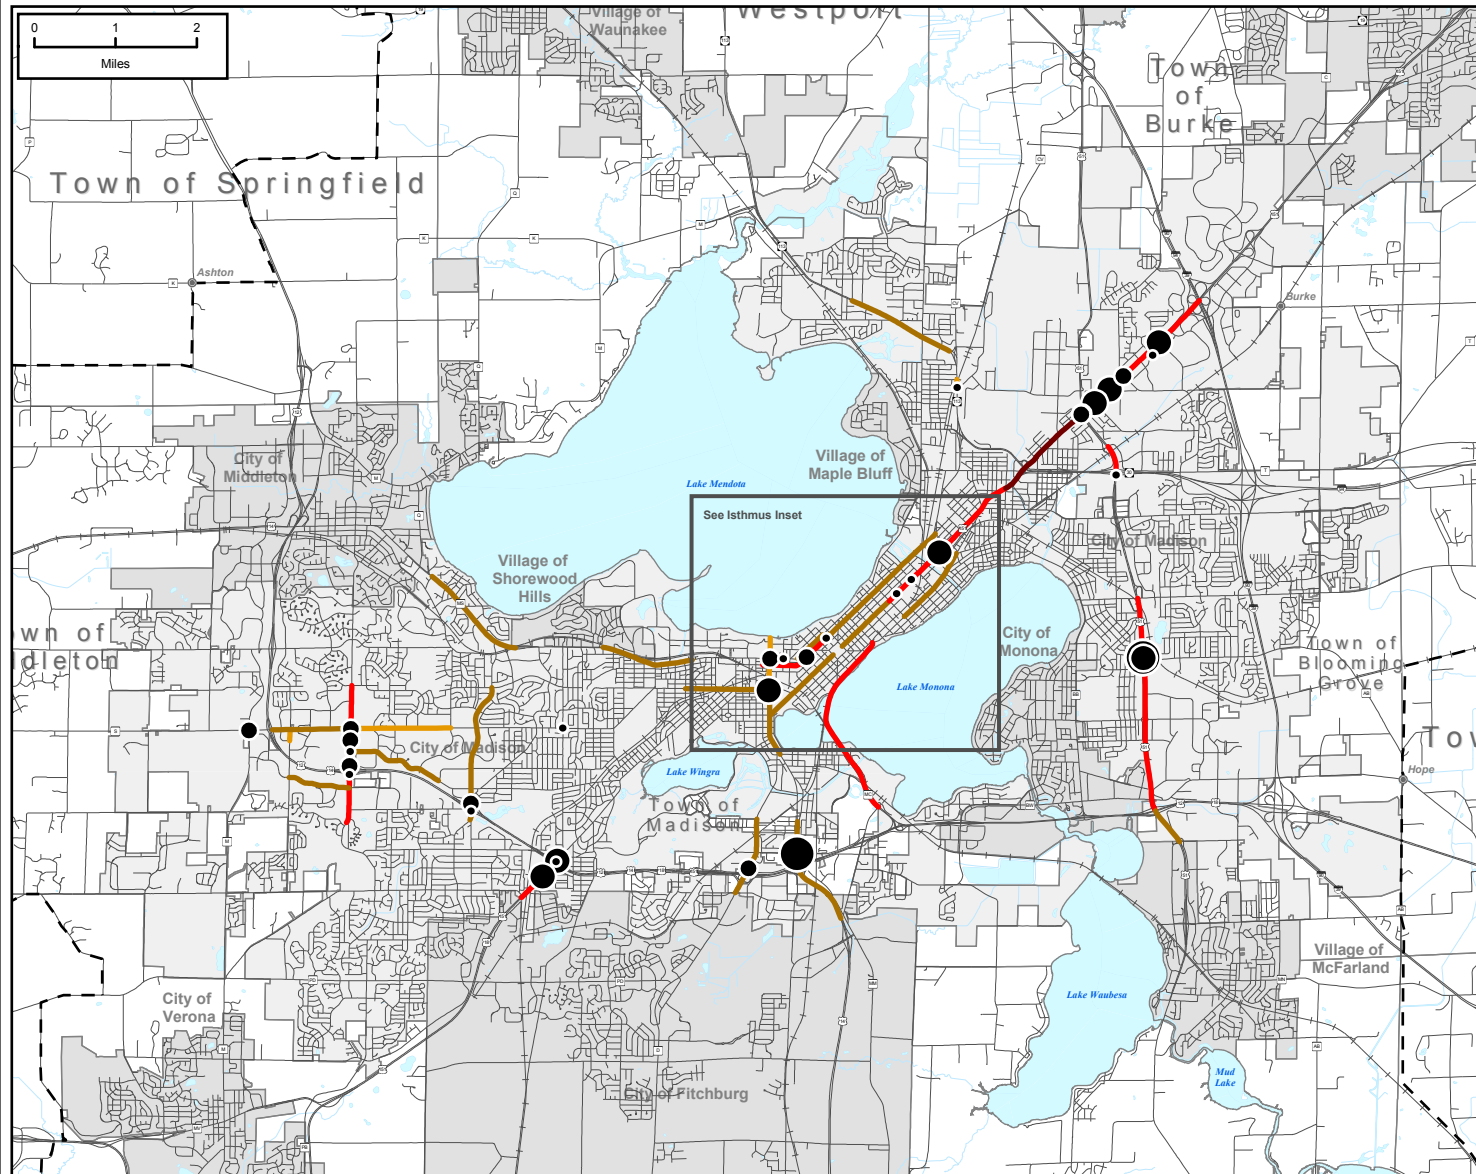 0 1 2
Miles
Village of
Waunakee
Westport
Town
of
Burke
Town of Springfield
Ashton
Burke
City of
Middleton
Village of
Maple Bluff
Lake Mendota
See Isthmus Inset
City of Madison
Village of
Shorewood
Hills
City of
Monona
own of
ddleton
Town of
Blooming
Grove
Lake Monona
City of Madison
Tow
Hope
Lake Wingra
Town of
Madison
Village of
McFarland
City of
Verona
Lake Waubesa
Mud
Lake
City of Fitchburg